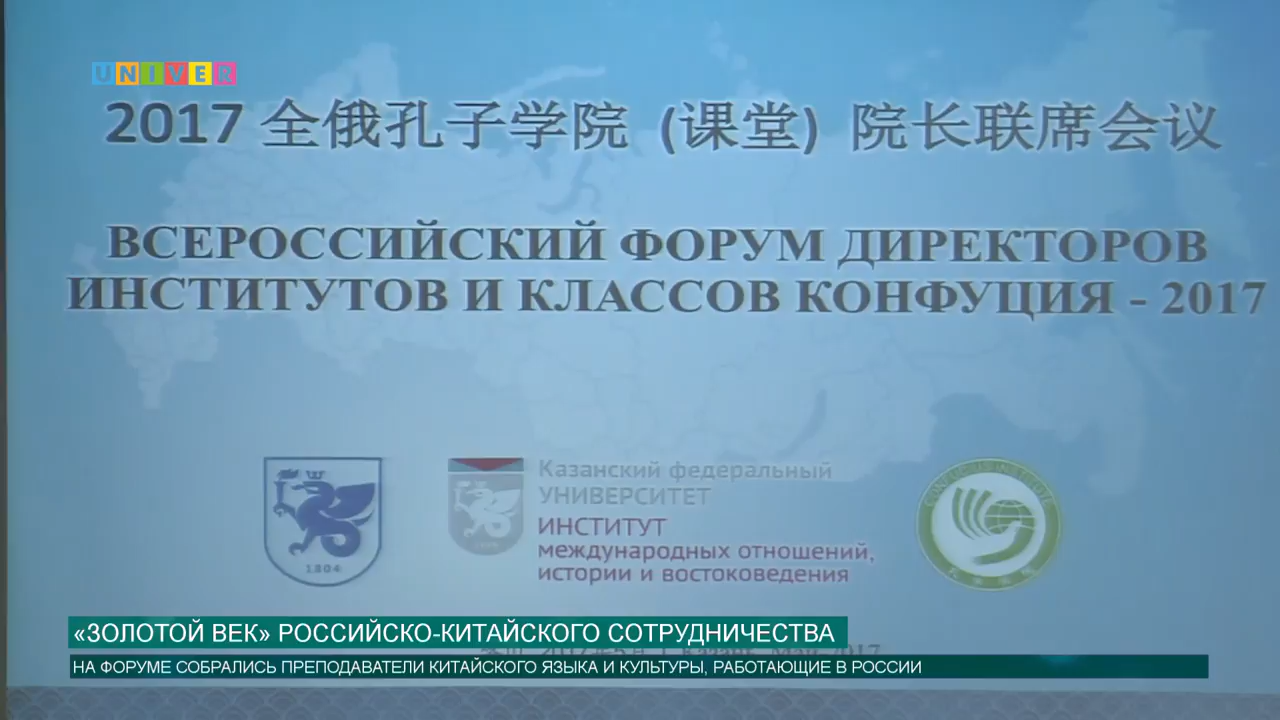 UNIVER
2017 全俄孔子学院 (课堂) 院长联席会议
ВСЕРОССИЙСКИЙ ФОРУМ ДИРЕКТОРОВ
ИНСТИТУТОВ И КЛАССОВ КОНФУЦИЯ - 2017
1804
Казанский федеральный
УНИВЕРСИТЕТ
ИНСТИТУТ
международных отношений,
истории и востоковедения
CONFUCIUS INSTITUTE
«ЗОЛОТОЙ ВЕК» РОССИЙСКО-КИТАЙСКОГО СОТРУДНИЧЕСТВА
НА ФОРУМЕ СОБРАЛИСЬ ПРЕПОДАВАТЕЛИ КИТАЙСКОГО ЯЗЫКА И КУЛЬТУРЫ, РАБОТАЮЩИЕ В РОССИИ